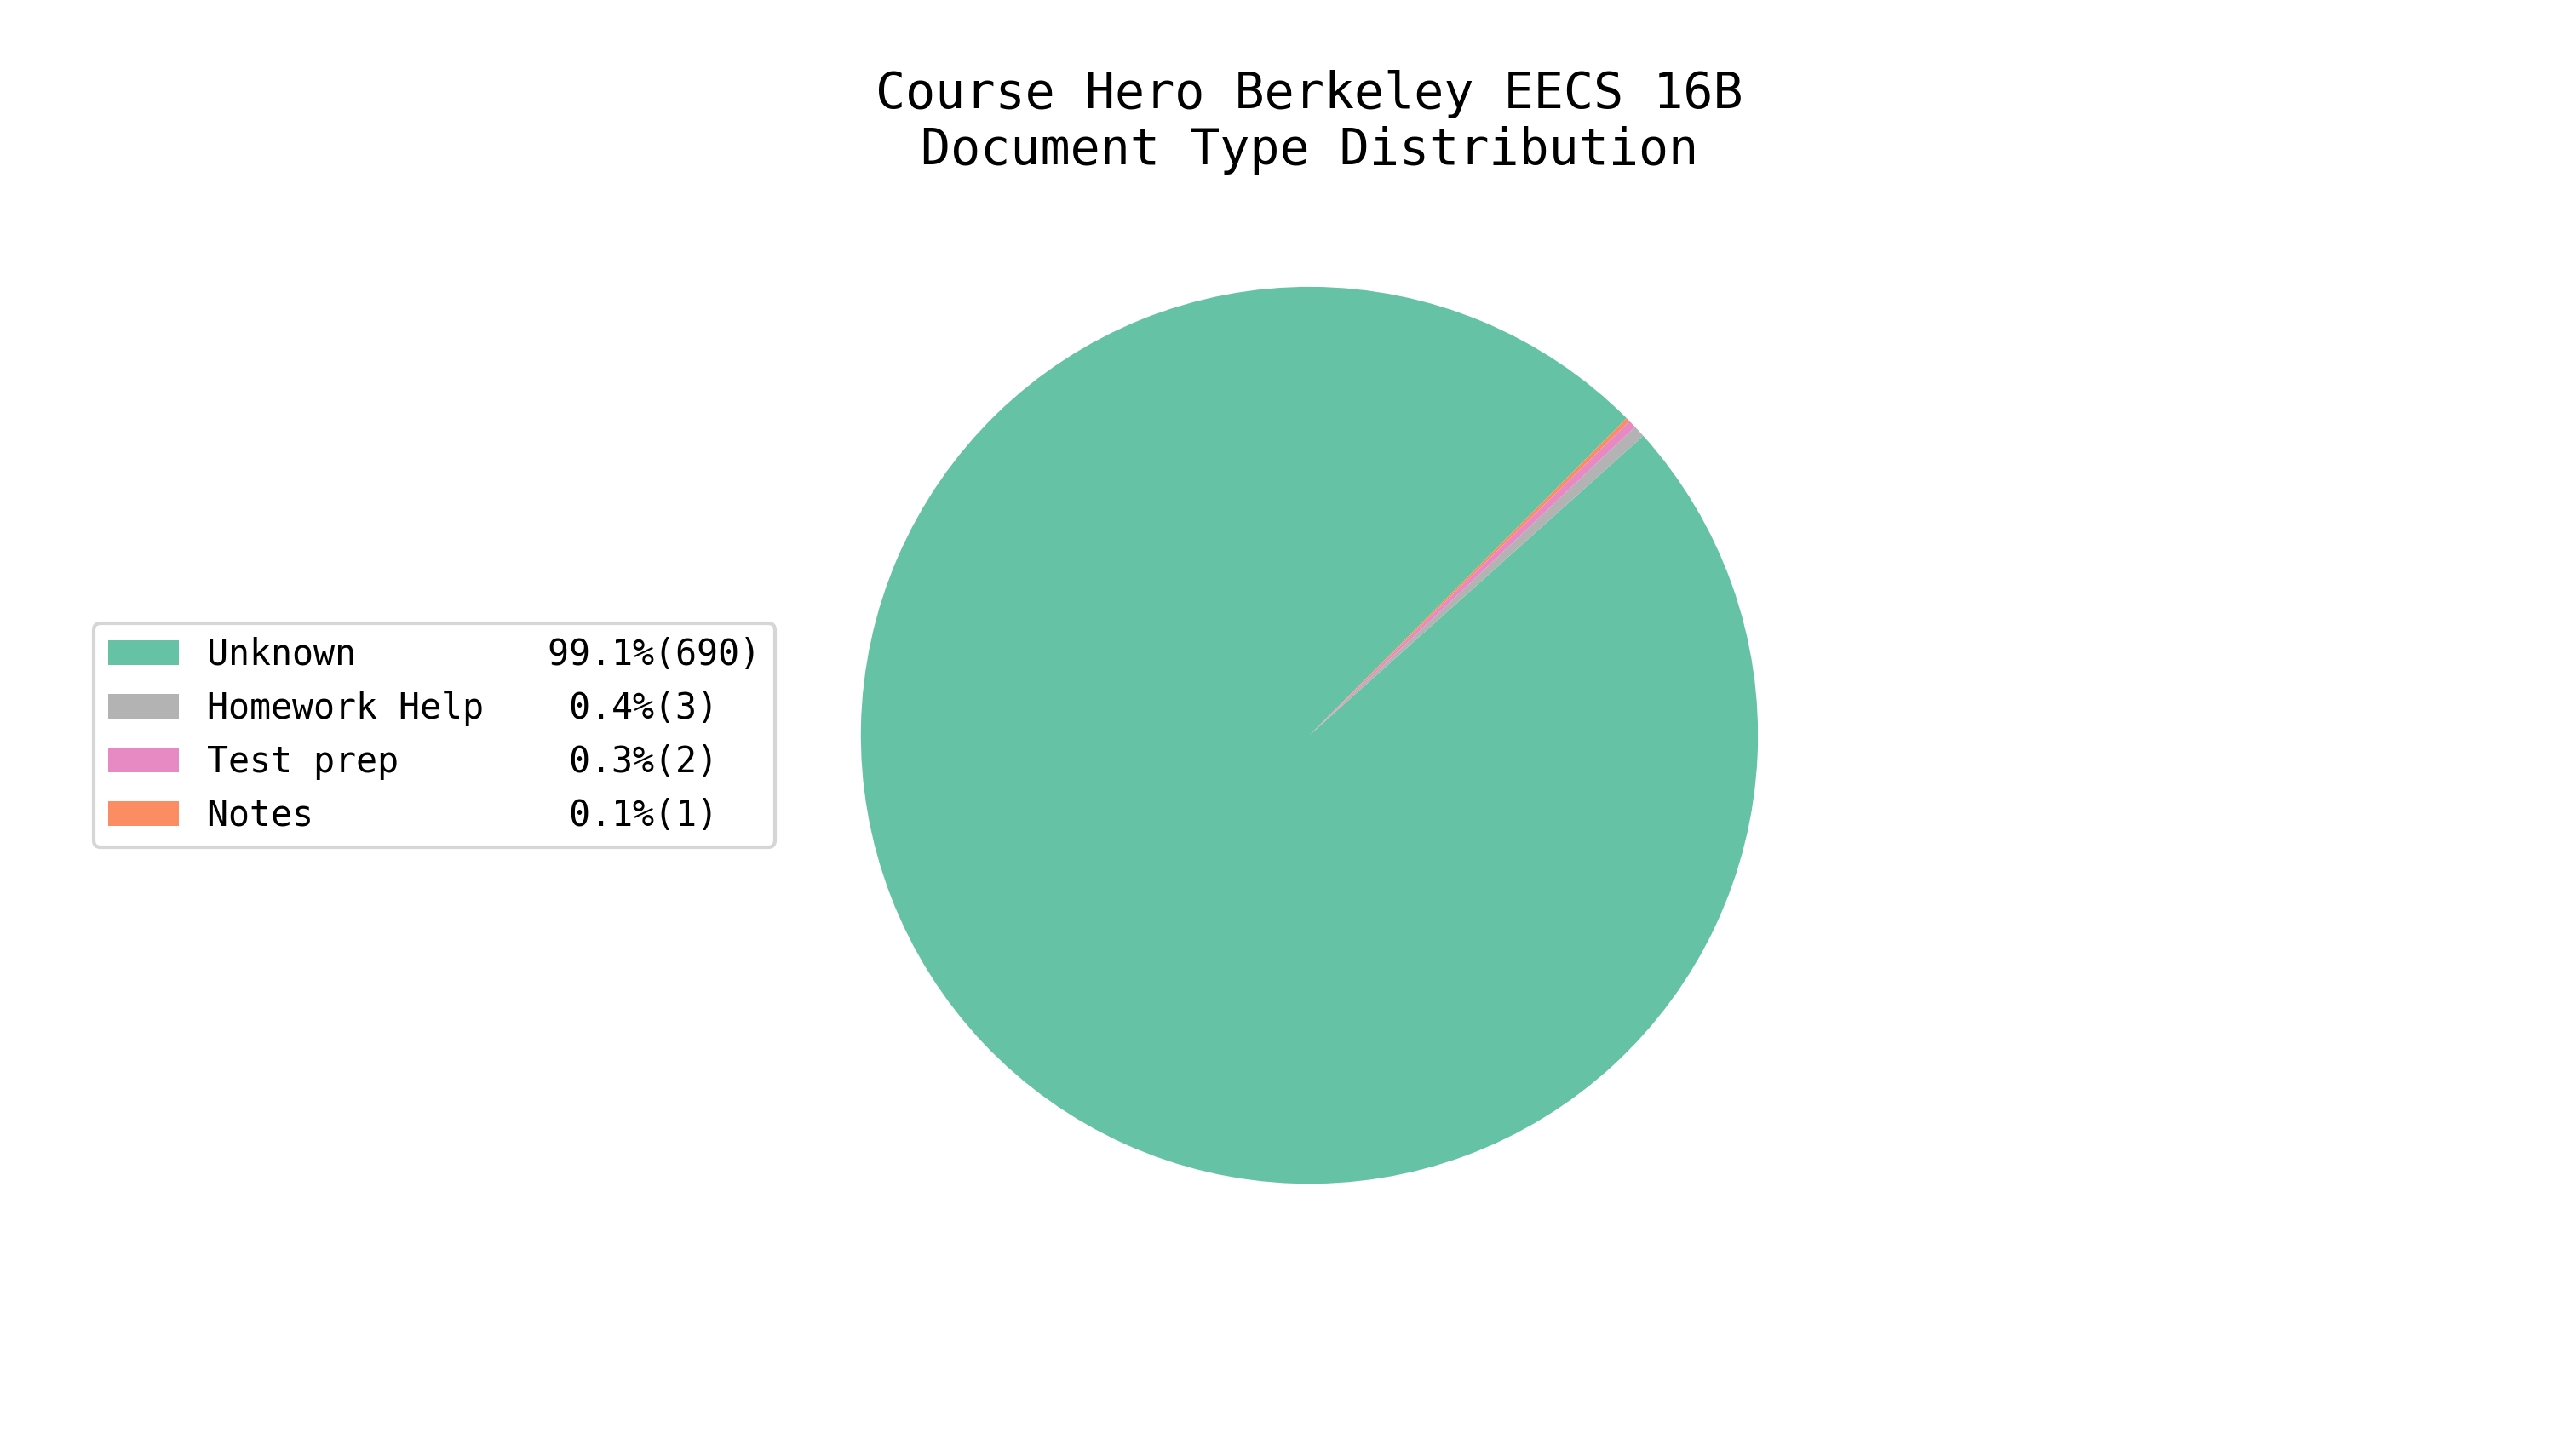 Course Hero Berkeley EECS 16B
Document Type Distribution
Unknown 99.1%(690)
Homework Help 0.4%(3)
Test prep 0.3%(2)
Notes 0.1%(1)